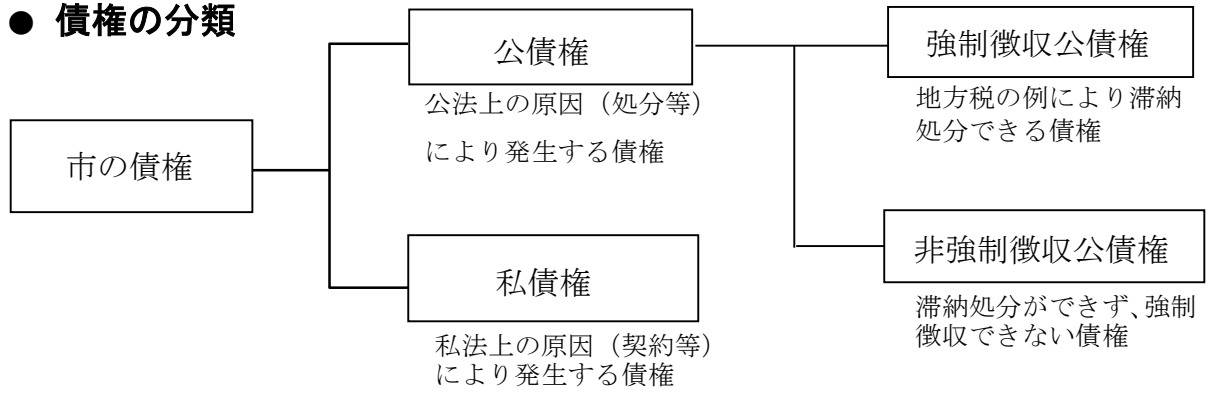 ● 債権の分類
市の債権
公債権
公法上の原因（処分等）
により発生する債権
私債権
私法上の原因（契約等）
により発生する債権
強制徴収公債権
地方税の例により滞納
処分できる債権
非強制徴収公債権
滞納処分ができず、強制
徴収できない債権